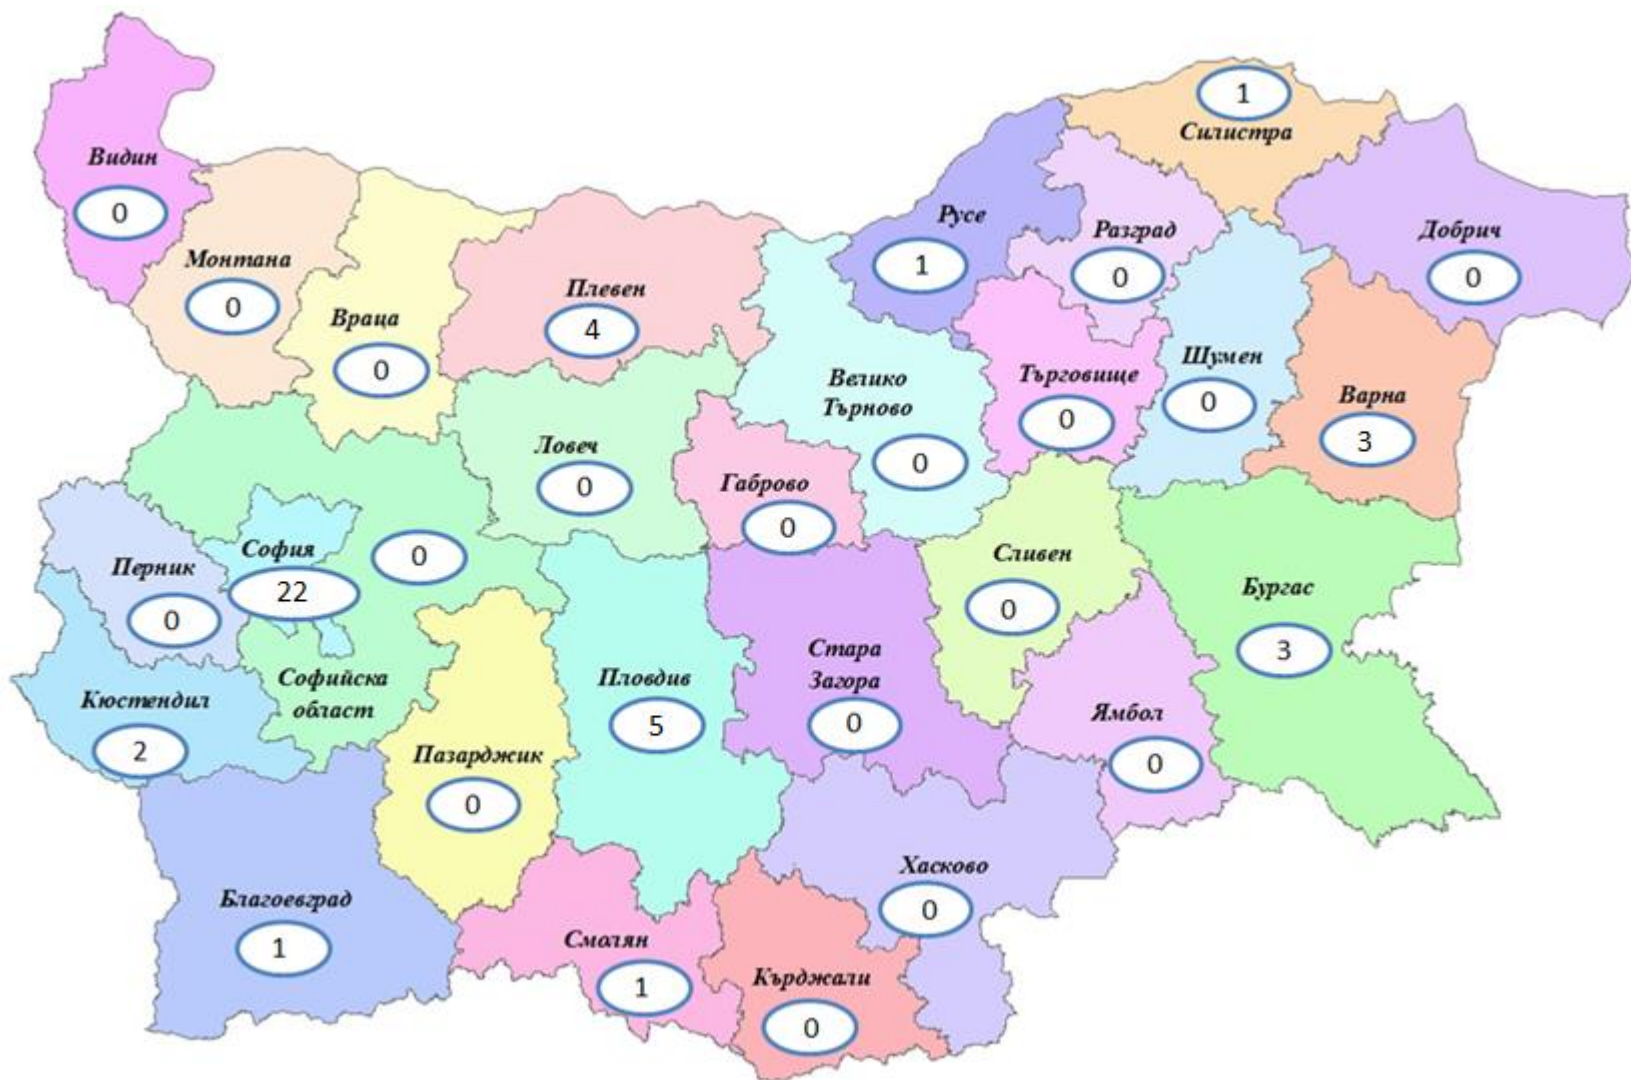 1
Силистра
Видин
0
Русе
1
Разград
0
Добрич
0
Монтана
0
Враца
0
Плевен
4
Велико
Търново
0
Търговище
0
Шумен
0
Варна
3
Ловеч
0
Габрово
0
София
22
0
Перник
0
Сливен
0
Бургас
3
Кюстендил
2
Софийска
област
Пловдив
5
Стара
Загора
0
Ямбол
0
Пазарджик
0
Хасково
0
Благоевград
1
Смолян
1
Кърджали
0